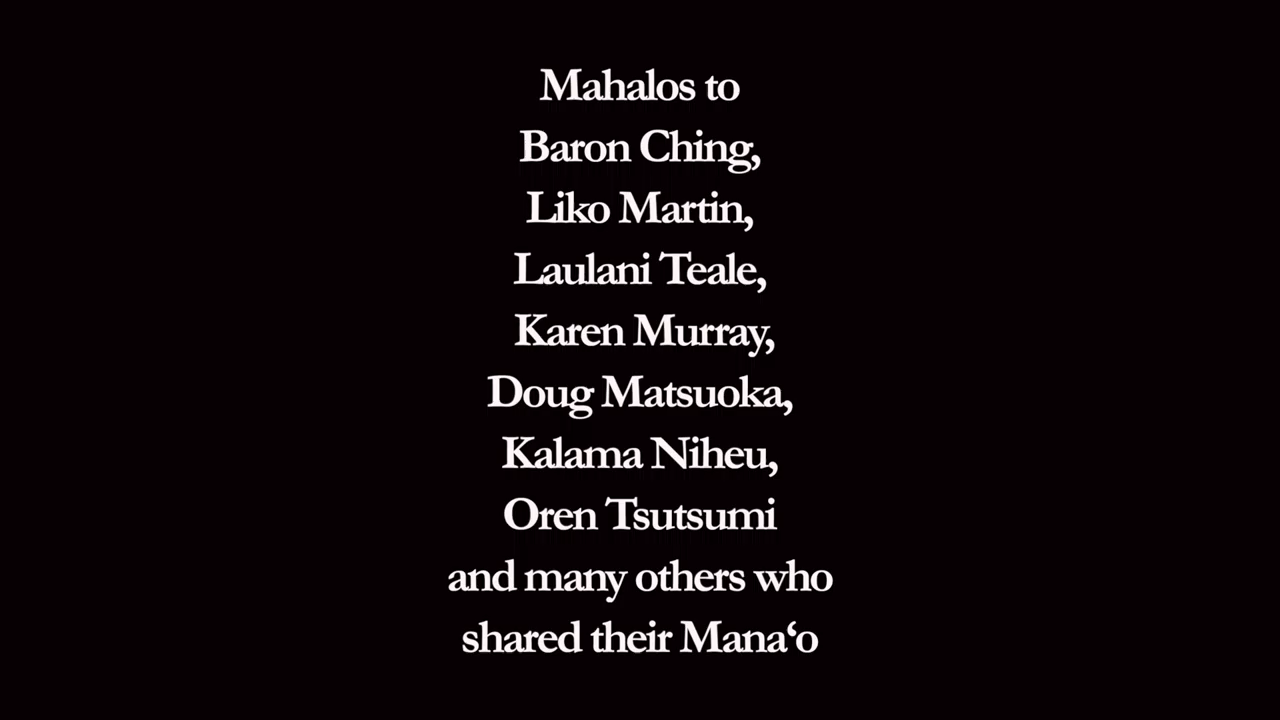 Mahalos to
Baron Ching,
Liko Martin,
Laulani Teale,
Karen Murray,
Doug Matsuoka,
Kalama Niheu,
Oren Tsutsumi
and many others who
shared their Mana‘o